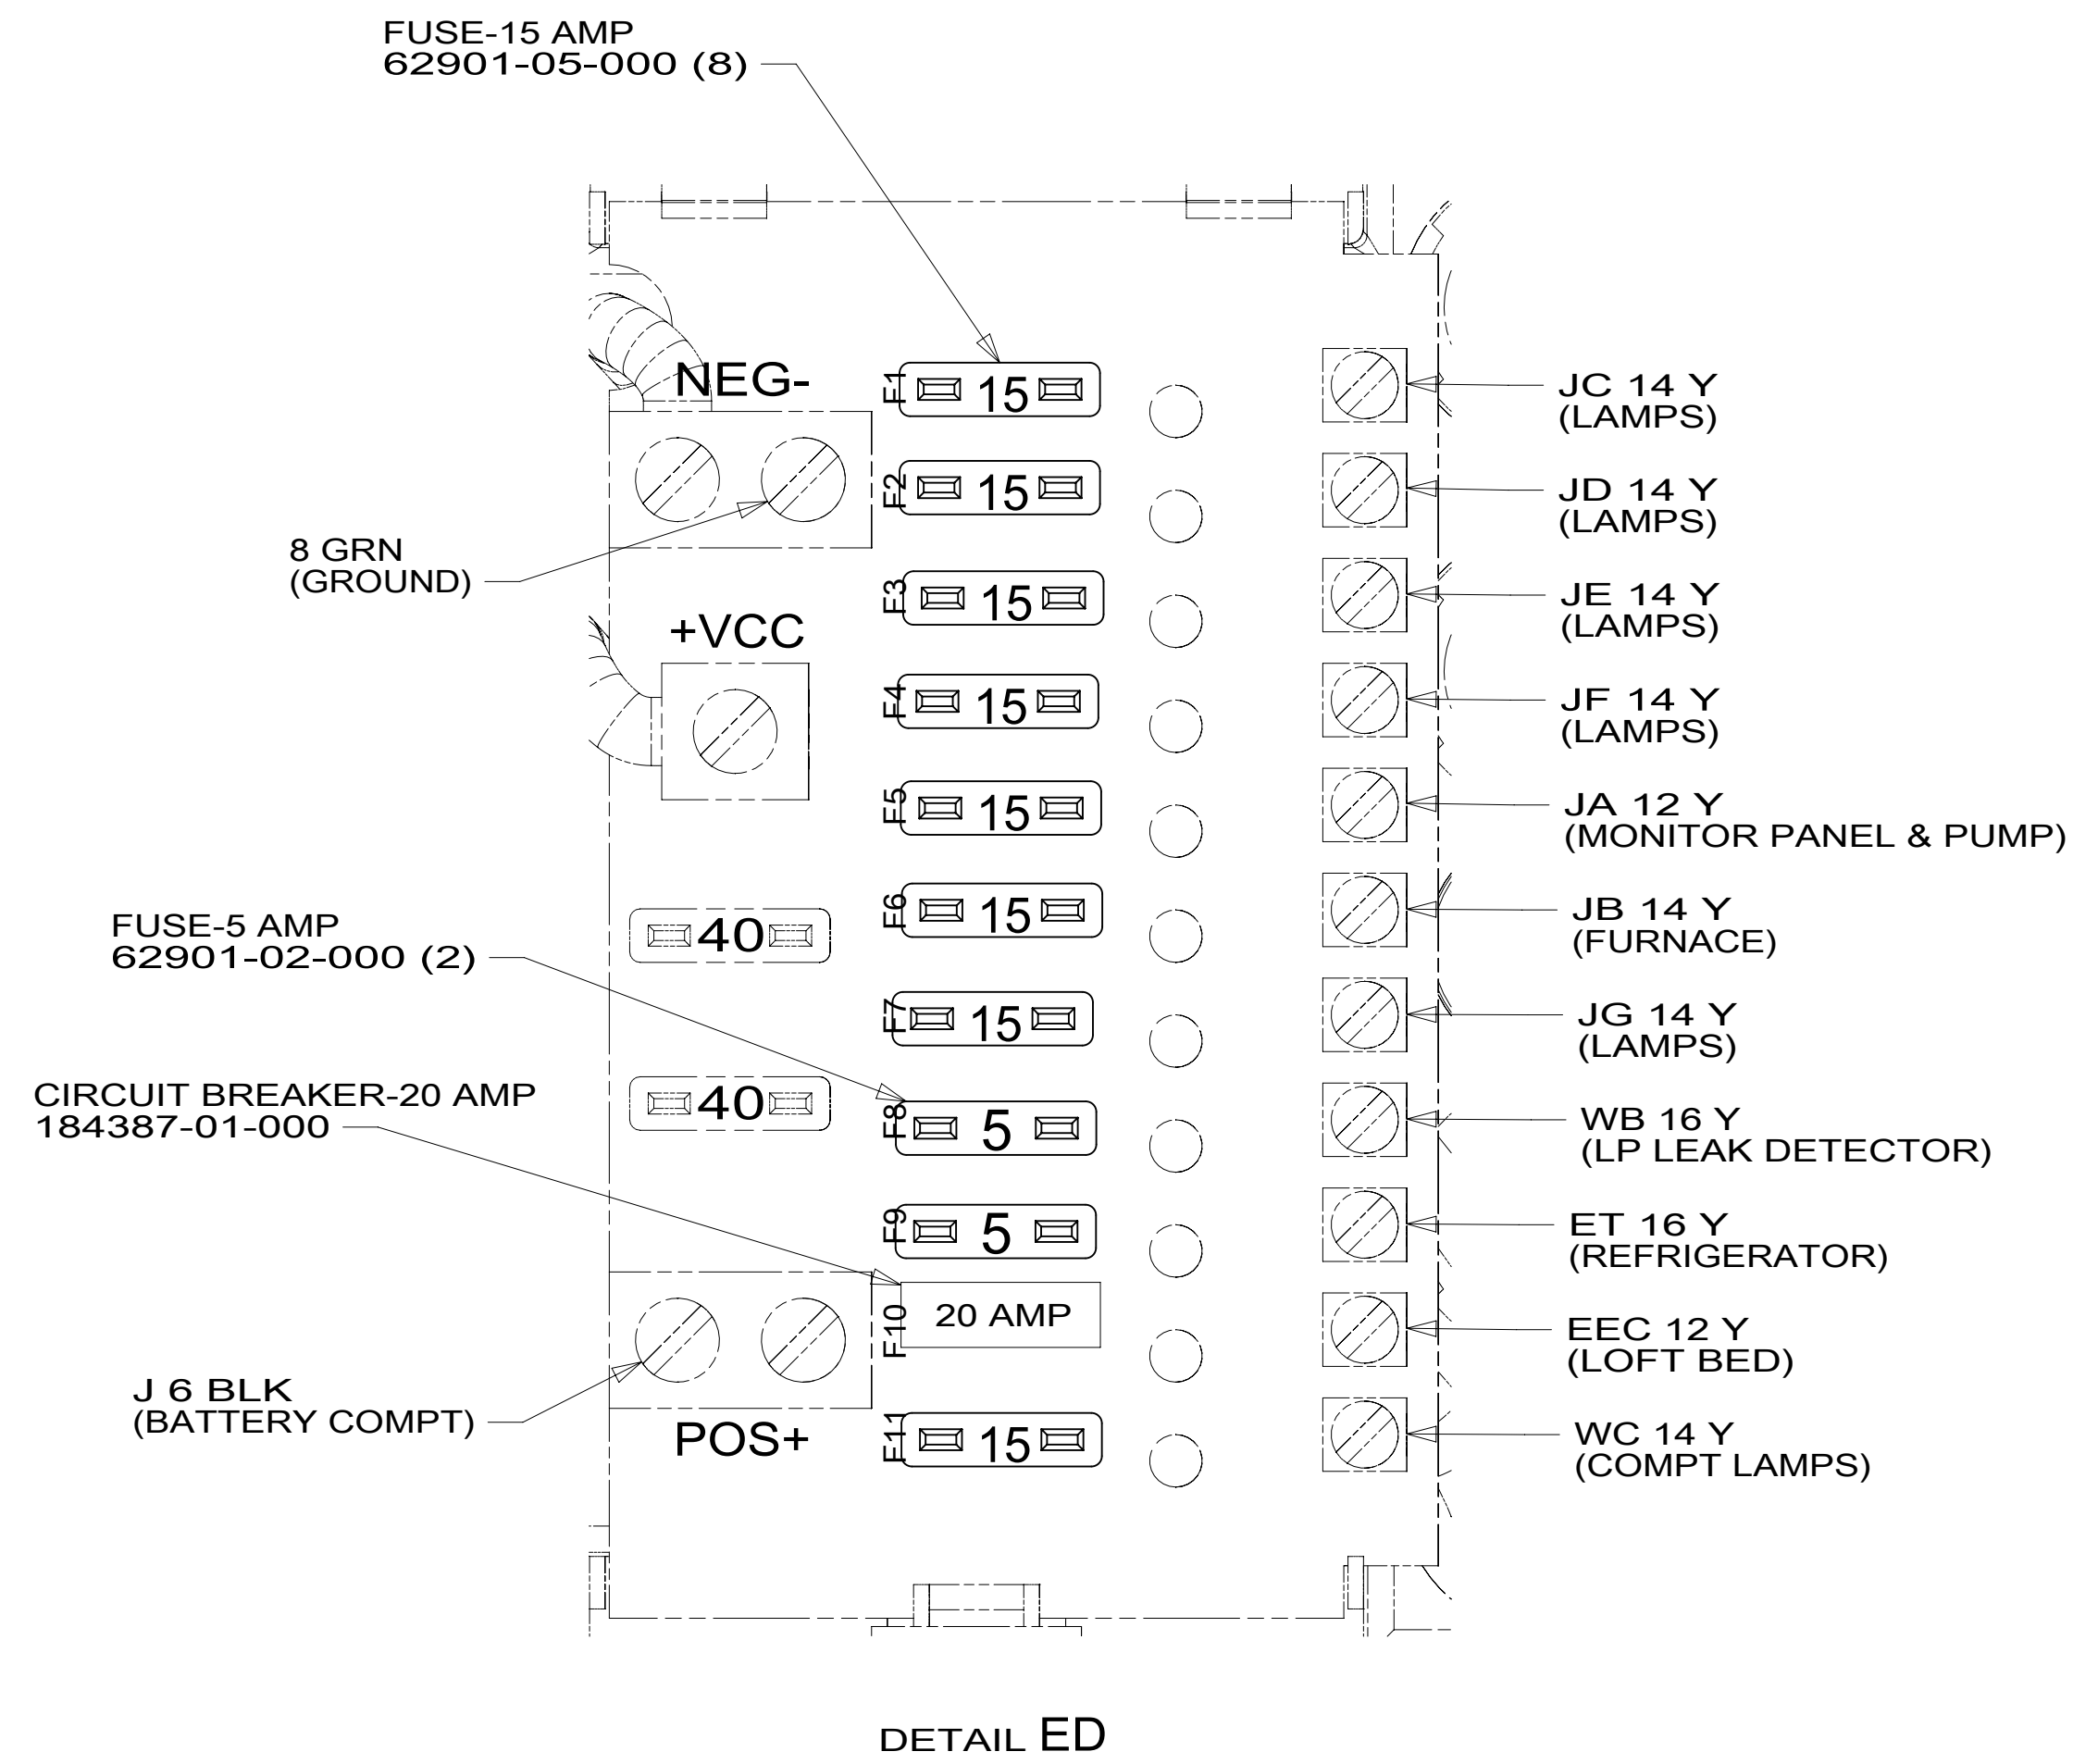 FUSE-15 AMP
62901-05-000 (8)
NEG-
8 GRN
(GROUND)
+VCC
40
FUSE-5 AMP
62901-02-000 (2)
40
CIRCUIT BREAKER-20 AMP
184387-01-000
J 6 BLK
(BATTERY COMPT)
POS+
F1 15
F2 15
F3 15
F4 15
F5 15
F6 15
F7 15
F8 5
F9 5
F10 20 AMP
F11 15
JC 14 Y
(LAMPS)
JD 14 Y
(LAMPS)
JE 14 Y
(LAMPS)
JF 14 Y
(LAMPS)
JA 12 Y
(MONITOR PANEL & PUMP)
JB 14 Y
(FURNACE)
JG 14 Y
(LAMPS)
WB 16 Y
(LP LEAK DETECTOR)
ET 16 Y
(REFRIGERATOR)
EEC 12 Y
(LOFT BED)
WC 14 Y
(COMPT LAMPS)
DETAIL ED